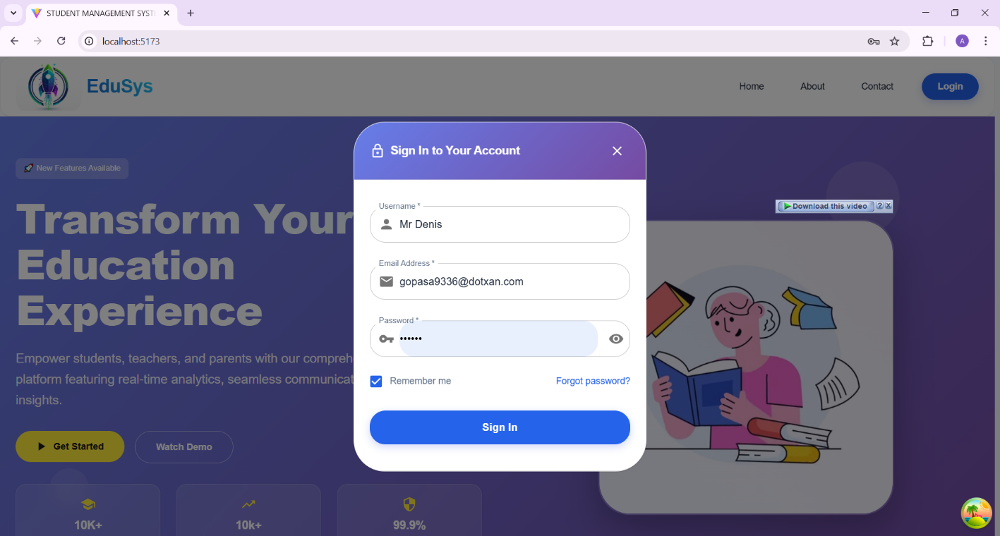 STUDENT MANAGEMENT SYST
localhost:5173
A
EduSys
Home
About
Contact
Login
🚀 New Features Available
Transform Your
Education
Experience
Empower students, teachers, and parents with our compreh
platform featuring real-time analytics, seamless communicat
insights.
Get Started
Watch Demo
10K+
10k+
99.9%
Sign In to Your Account
Username *
Mr Denis
Email Address *
gopasa9336@dotxan.com
Password *
••••••
Remember me
Forgot password?
Sign In
Download this video
? X